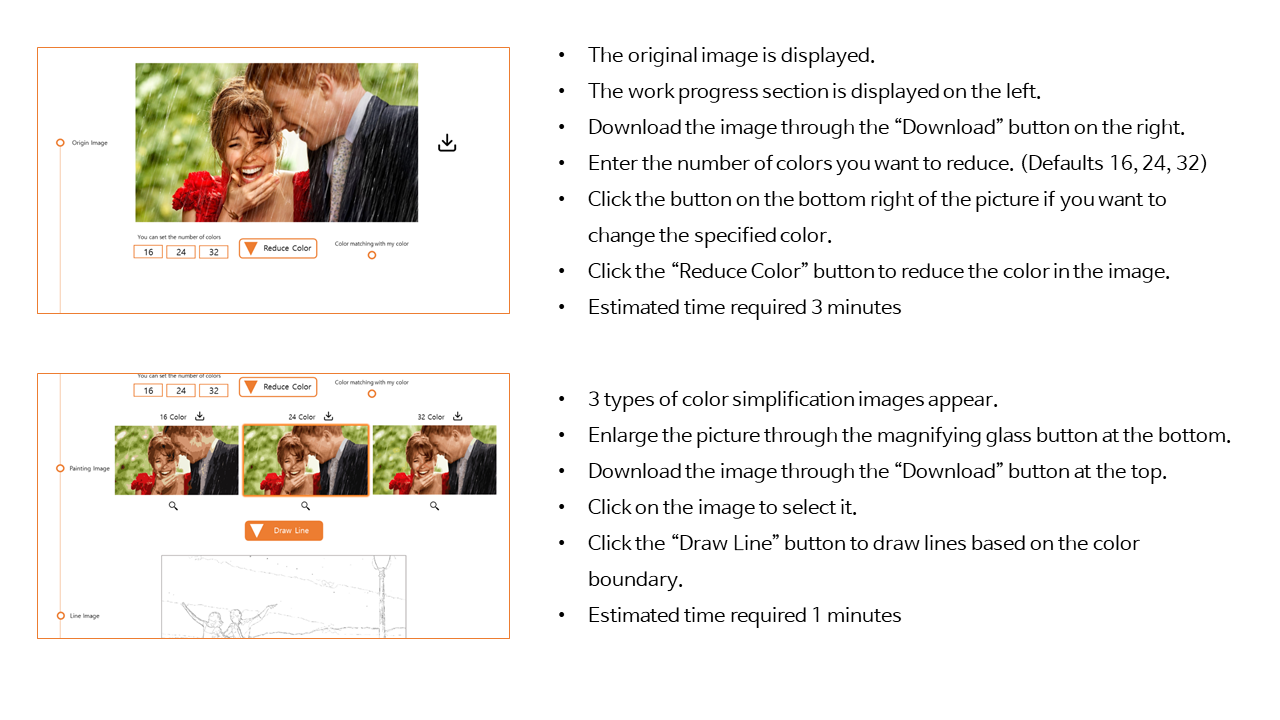 Origin Image
You can set the number of colors
16 24 32
Reduce Color
Color matching with my color
• The original image is displayed.
• The work progress section is displayed on the left.
• Download the image through the “Download” button on the right.
• Enter the number of colors you want to reduce. (Defaults 16, 24, 32)
• Click the button on the bottom right of the picture if you want to
change the specified color.
• Click the “Reduce Color” button to reduce the color in the image.
• Estimated time required 3 minutes
You can set the number of colors
16 24 32
Reduce Color
Color matching with my color
16 Color 24 Color 32 Color
Painting Image
Draw Line
Line Image
• 3 types of color simplification images appear.
• Enlarge the picture through the magnifying glass button at the bottom.
• Download the image through the “Download” button at the top.
• Click on the image to select it.
• Click the “Draw Line” button to draw lines based on the color
boundary.
• Estimated time required 1 minutes